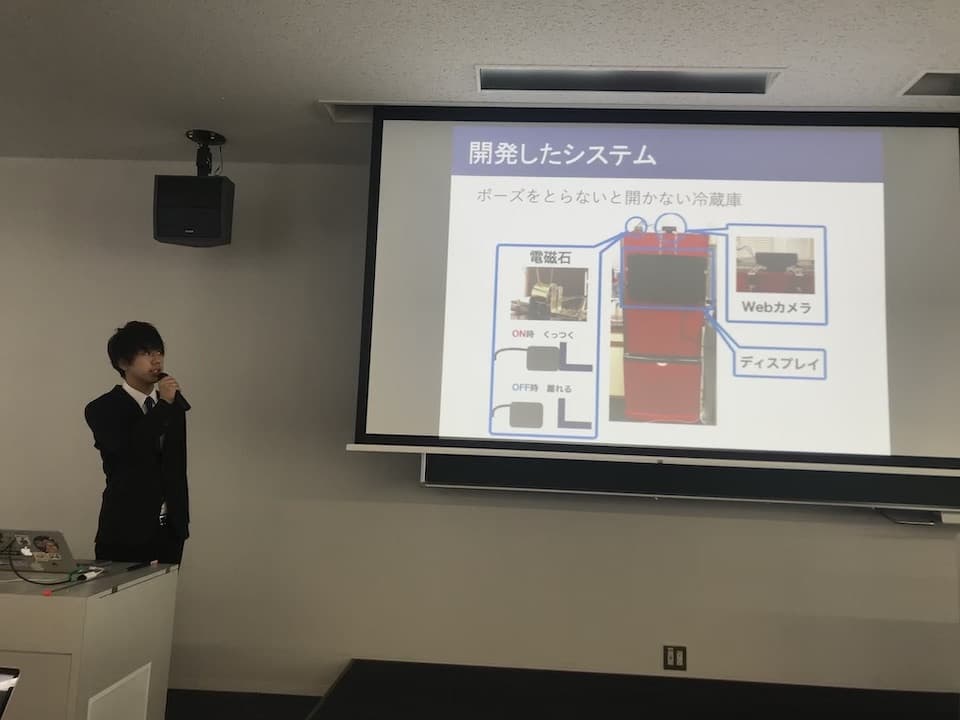 開発したシステム
ポーズをとらないと開かない冷蔵庫
電磁石
ON時 くっつく
OFF時 離れる
Webカメラ
ディスプレイ